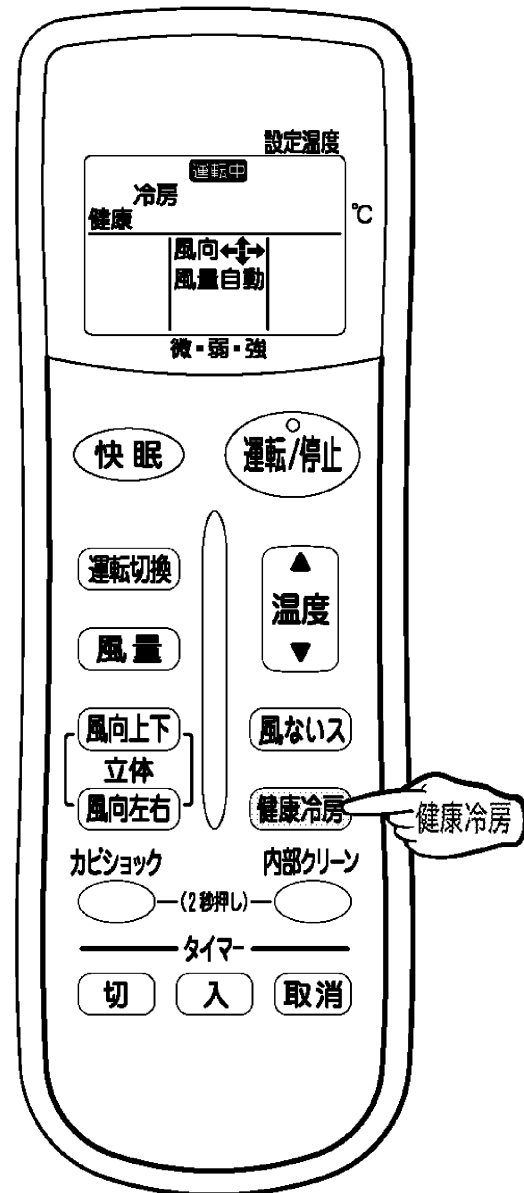 設定温度
運転中
冷房
健康
℃
風向
風量自動
微・弱・強
快眠
運転/停止
運転切換
温度
風量
風向上下
風ないス
立体
風向左右
健康冷房
健康冷房
カビショック
内部クリーン
(2秒押し)
タイマー
切
入
取消